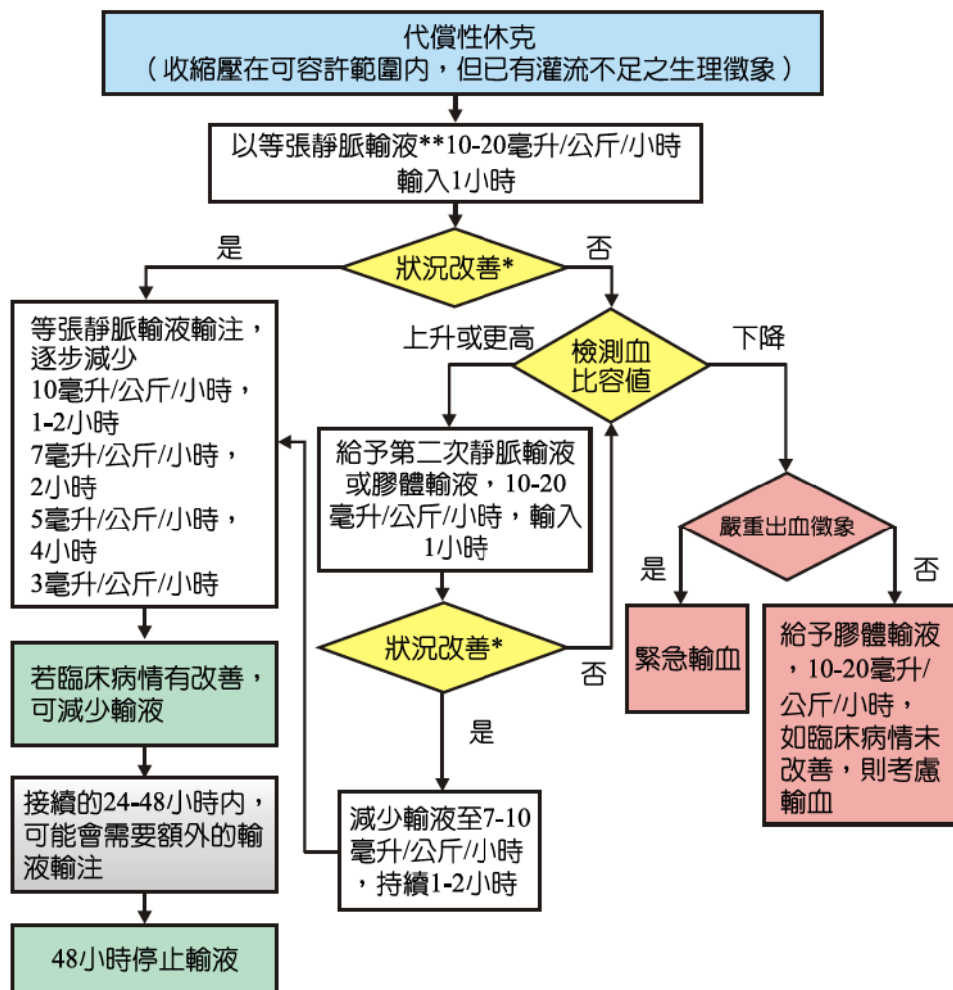 代償性休克
（收縮壓在可容許範圍內，但已有灌流不足之生理徵象）
以等張靜脈輸液**10-20毫升/公斤//小時
輸入1小時
是
狀況改善*
否
等張靜脈輸液輸注，
逐步減少
10毫升/公斤//小時，
1-2小時
7毫升/公斤//小時，
2小時
5毫升/公斤//小時，
4小時
3毫升/公斤//小時
上升或更高
檢測血
比容值
下降
給予第二次靜脈輸液
或膠體輸液，10-20
毫升/公斤//小時，輸入
1小時
嚴重出血徵象
是
否
狀況改善*
否
是
緊急輸血
給予膠體輸液
，10-20毫升/
公斤//小時，
如臨床病情未
改善，則考慮
輸血
若臨床病情有改善，
可減少輸液
接續的24-48小時內，
可能會需要額外的輸
液輸注
減少輸液至7-10
毫升/公斤//小時
，持續1-2小時
48小時停止輸液